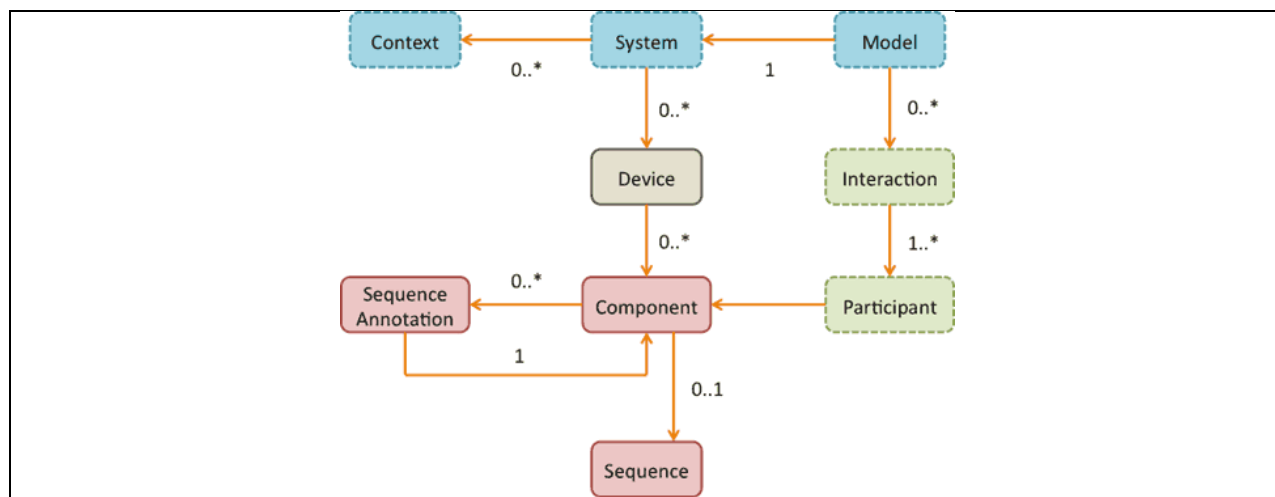 Context
System
Model
0..*
1
0..*
0..*
Device
Interaction
0..*
1..*
0..*
Sequence
Annotation
Component
Participant
1
0..1
Sequence